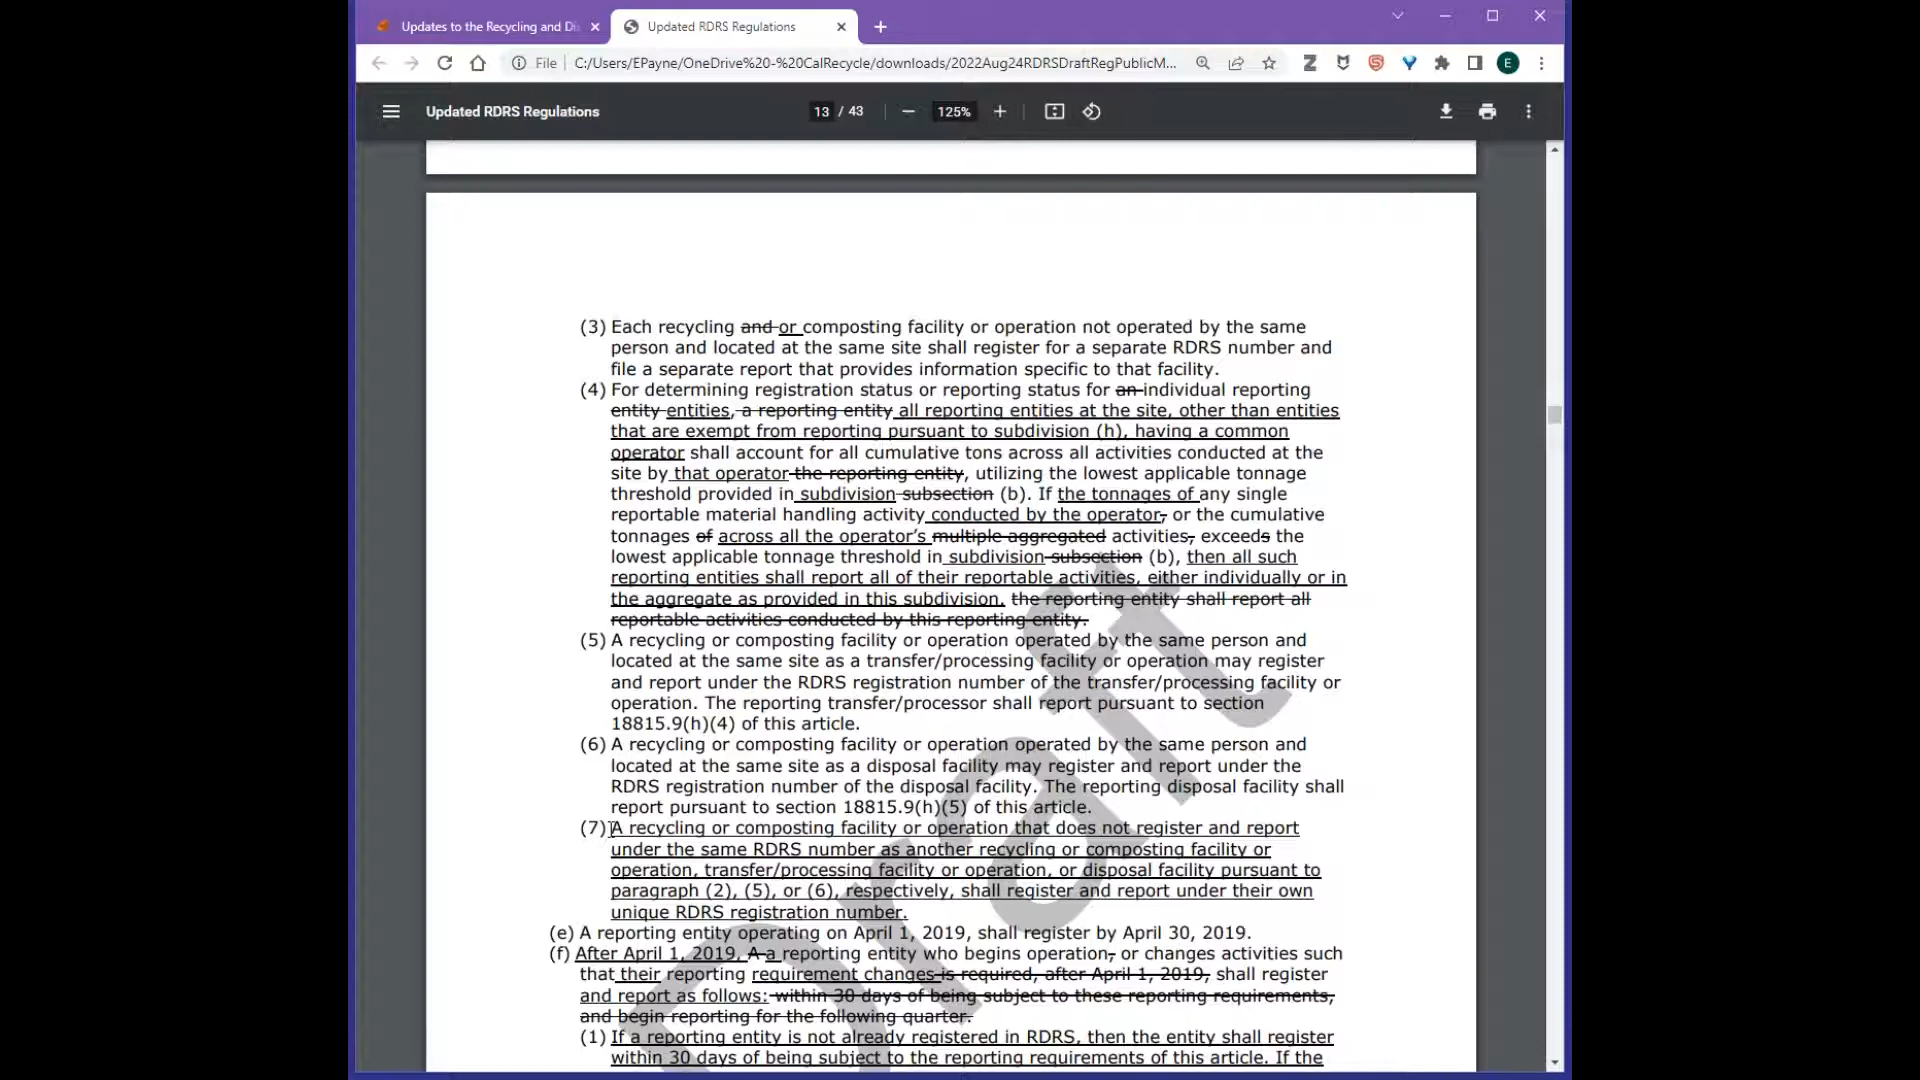 Updates to the Recycling and Di
Updated RDRS Regulations
File
C:/Users/EPayne/OneDrive%20-%20CalRecycle/downloads/2022Aug24RDRSDraftRegPublicM...
E
Updated RDRS Regulations
13 / 43
125%
(3) Each recycling and or composting facility or operation not operated by the same
person and located at the same site shall register for a separate RDRS number and
file a separate report that provides information specific to that facility.
(4) For determining registration status or reporting status for an individual reporting
entity entities, a reporting entity all reporting entities at the site, other than entities
that are exempt from reporting pursuant to subdivision (h), having a common
operator shall account for all cumulative tons across all activities conducted at the
site by that operator the reporting entity, utilizing the lowest applicable tonnage
threshold provided in subdivision subsection (b). If the tonnages of any single
reportable material handling activity conducted by the operator, or the cumulative
tonnages of across all the operator's multiple aggregated activities, exceeds the
lowest applicable tonnage threshold in subdivision subsection (b), then all such
reporting entities shall report all of their reportable activities, either individually or in
the aggregate as provided in this subdivision. the reporting entity shall report all
reportable activities conducted by this reporting entity.
(5) A recycling or composting facility or operation operated by the same person and
located at the same site as a transfer/processing facility or operation may register
and report under the RDRS registration number of the transfer/processing facility or
operation. The reporting transfer/processor shall report pursuant to section
18815.9(h)(4) of this article.
(6) A recycling or composting facility or operation operated by the same person and
located at the same site as a disposal facility may register and report under the
RDRS registration number of the disposal facility. The reporting disposal facility shall
report pursuant to section 18815.9(h)(5) of this article.
(7) A recycling or composting facility or operation that does not register and report
under the same RDRS number as another recycling or composting facility or
operation, transfer/processing facility or operation, or disposal facility pursuant to
paragraph (2), (5), or (6), respectively, shall register and report under their own
unique RDRS registration number.
(e) A reporting entity operating on April 1, 2019, shall register by April 30, 2019.
(f) After April 1, 2019, A a reporting entity who begins operation, or changes activities such
that their reporting requirement changes is required, after April 1, 2019, shall register
and report as follows: within 30 days of being subject to these reporting requirements,
and begin reporting for the following quarter.
(1) If a reporting entity is not already registered in RDRS, then the entity shall register
within 30 days of being subject to the reporting requirements of this article. If the
Draft